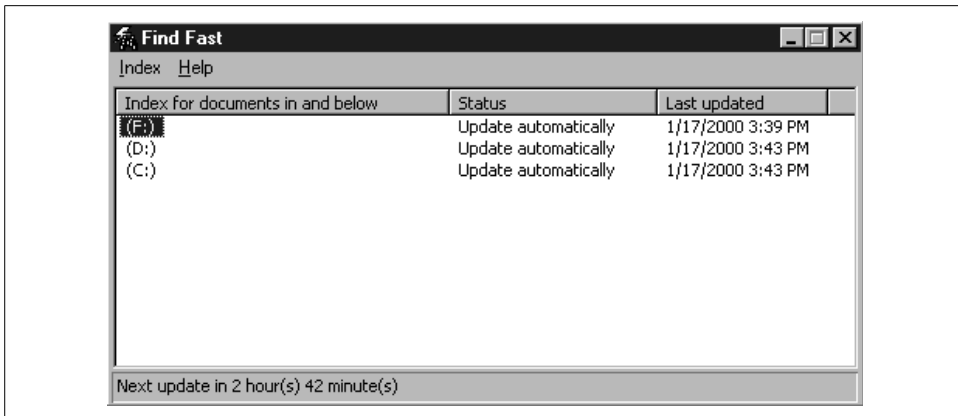 Find Fast
Index Help
Index for documents in and below Status Last updated
(F:) Update automatically 1/17/2000 3:39 PM
(D:) Update automatically 1/17/2000 3:43 PM
(C:) Update automatically 1/17/2000 3:43 PM
Next update in 2 hour(s) 42 minute(s)